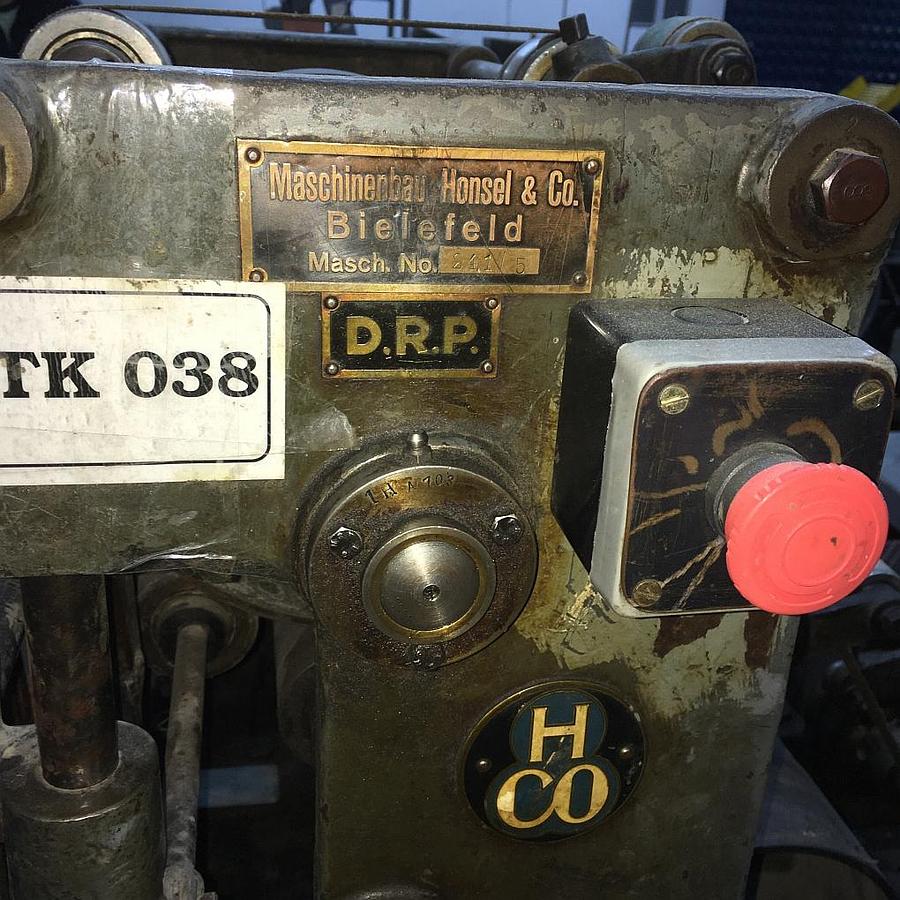 Maschinenbau Honsel & Co.
Bielefeld
Masch. No. 241/5
D.R.P.
TK 038
H
CO